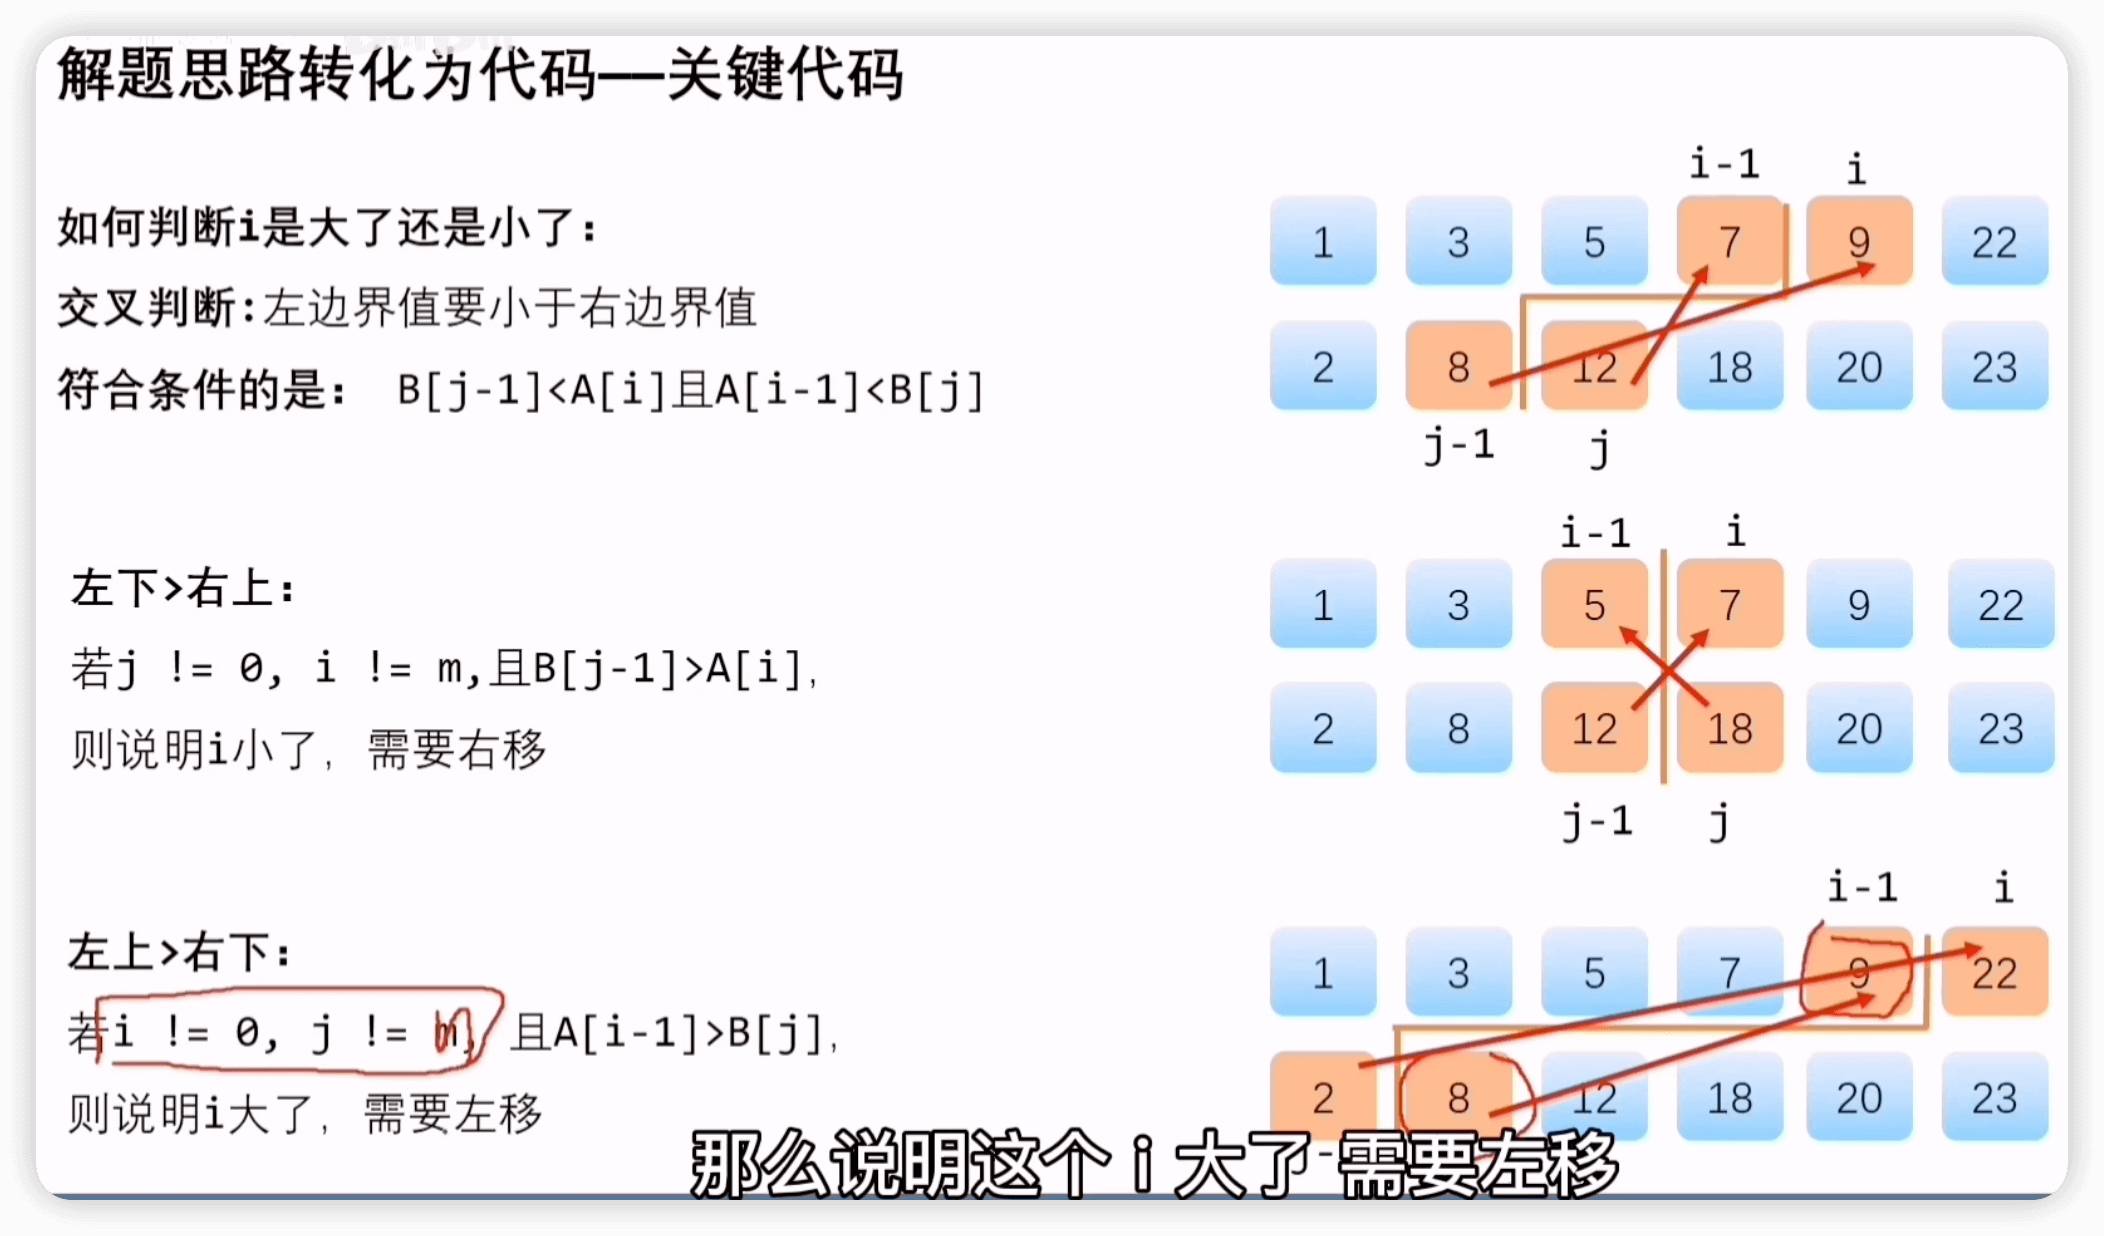 解题思路转化为代码——关键代码
如何判断i是大了还是小了：
交叉判断:左边界值要小于右边界值
符合条件的是： B[j-1]<A[i]且A[i-1]<B[j]
i-1 i
1 3 5 7 9 22
2 8 12 18 20 23
j-1 j
左下>右上：
若j != 0, i != m,且B[j-1]>A[i],
则说明i小了，需要右移
i-1 i
1 3 5 7 9 22
2 8 12 18 20 23
j-1 j
左上>右下：
若i != 0, j != n, 且A[i-1]>B[j],
则说明i大了，需要左移
i-1 i
1 3 5 7 9 22
2 8 12 18 20 23
那么说明这个 i 大了 需要左移